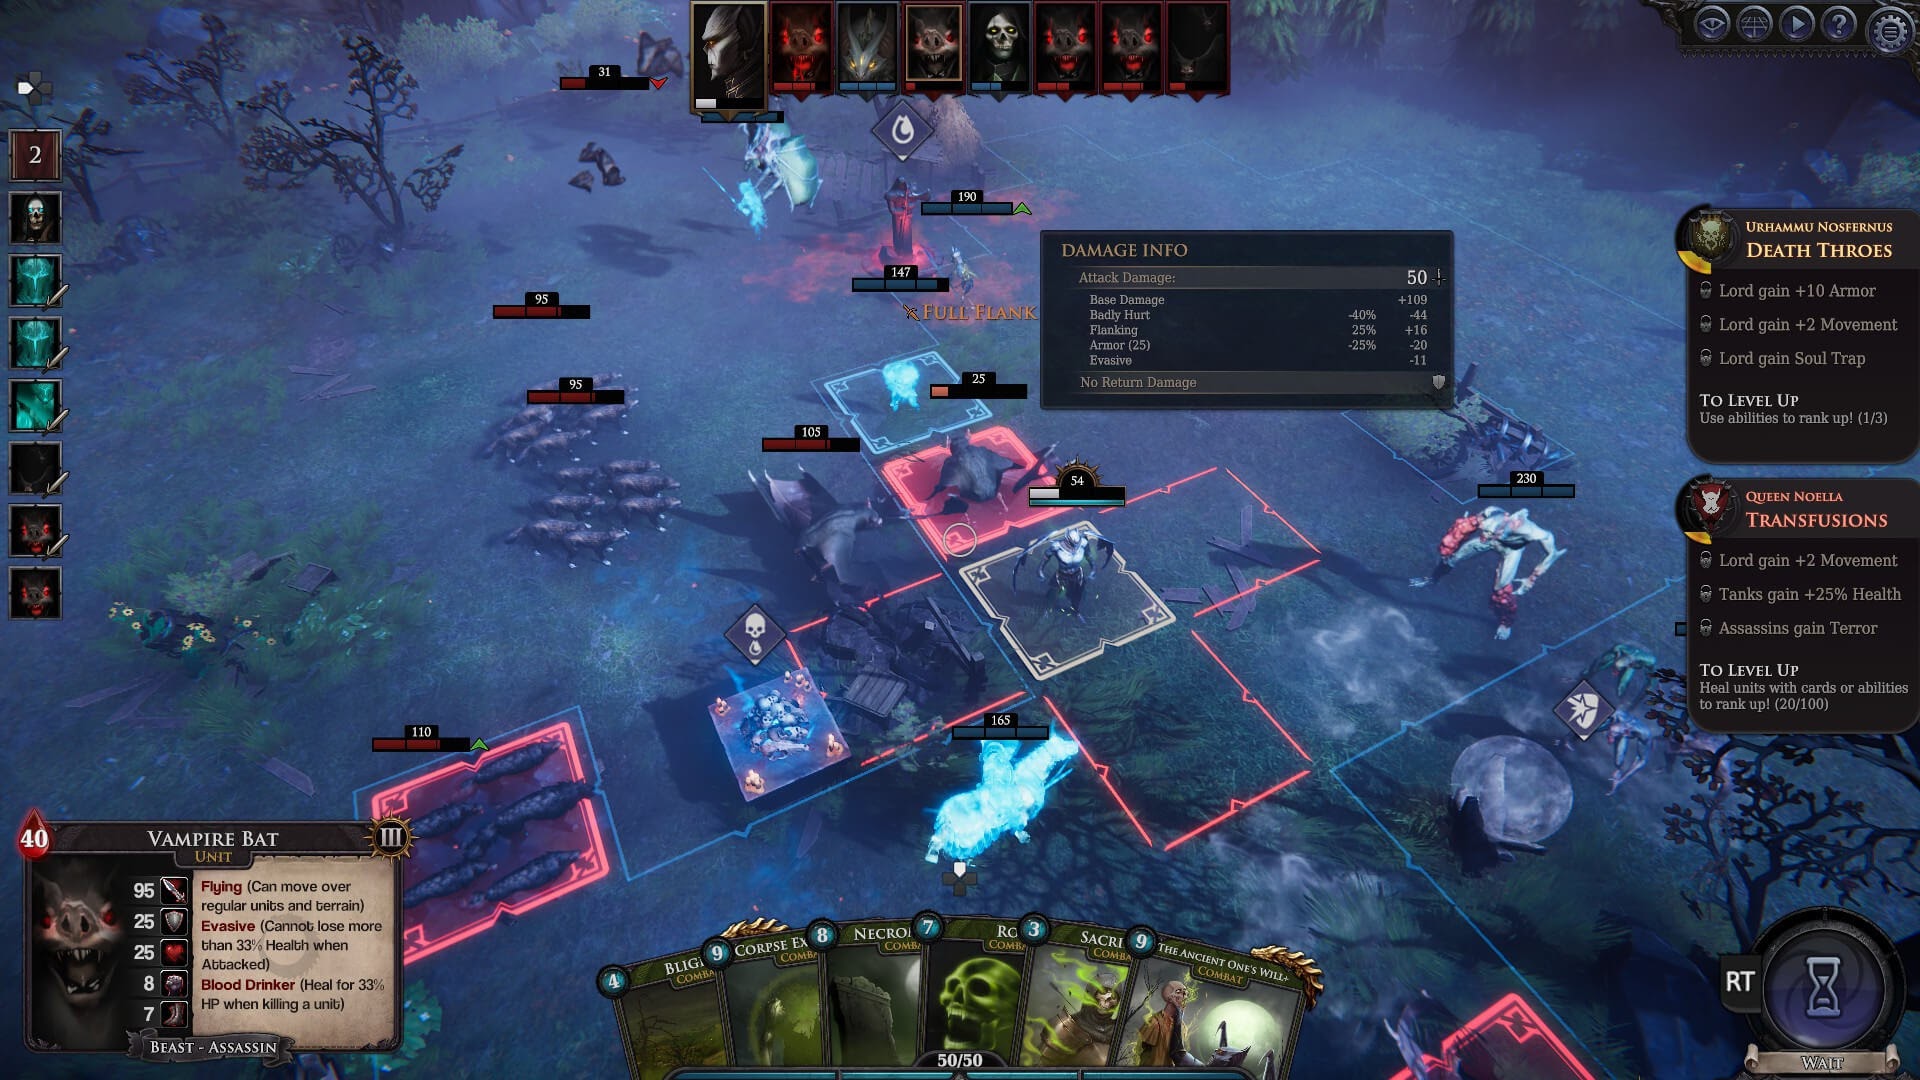 31
2
190
147
FULL FLANK
95
95
25
105
54
230
165
110
DAMAGE INFO
Attack Damage: 50
Base Damage +109
Badly Hurt -40% -44
Flanking 25% +16
Armor (25) -25% -20
Evasive -11
No Return Damage
URHAMMU NOSFERNUS
DEATH THROES
Lord gain +10 Armor
Lord gain +2 Movement
Lord gain Soul Trap
TO LEVEL UP
Use abilities to rank up! (1/3)
QUEEN NOELLA
TRANSFUSIONS
Lord gain +2 Movement
Tanks gain +25% Health
Assassins gain Terror
TO LEVEL UP
Heal units with cards or abilities
to rank up! (20/100)
40
VAMPIRE BAT
III
UNIT
95
25
25
8
7
Flying (Can move over
regular units and terrain)
Evasive (Cannot lose more
than 33% Health when
Attacked)
Blood Drinker (Heal for 33%
HP when killing a unit)
BEAST - ASSASSIN
4
BLIG
COMBA
9
CORPSE EX
COMBA
8
NECRO
COMBA
7
RO
COMBA
3
SACRI
COMBA
9
THE ANCIENT ONE'S WILL+
COMBAT
50/50
RT
WAIT
?